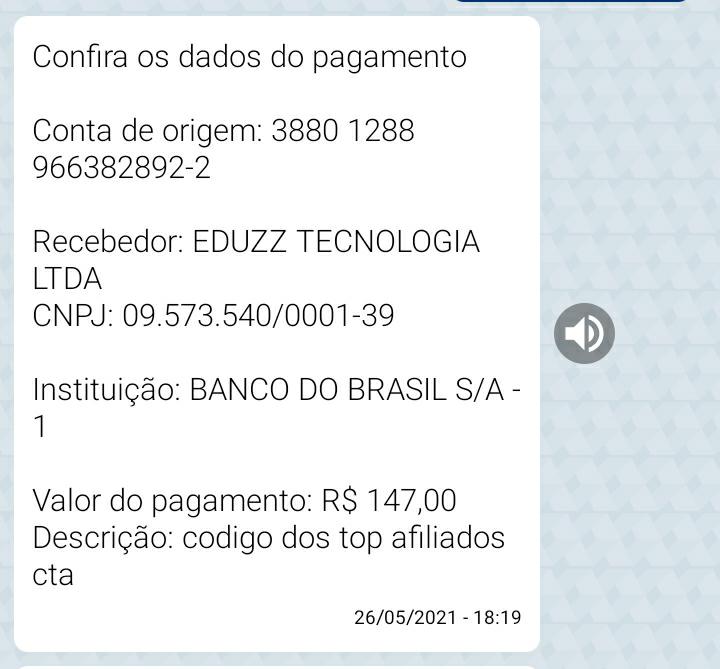 Confira os dados do pagamento
Conta de origem: 3880 1288
966382892-2
Recebedor: EDUZZ TECNOLOGIA
LTDA
CNPJ: 09.573.540/0001-39
Instituição: BANCO DO BRASIL S/A -
1
Valor do pagamento: R$ 147,00
Descrição: codigo dos top afiliados
cta
26/05/2021 - 18:19